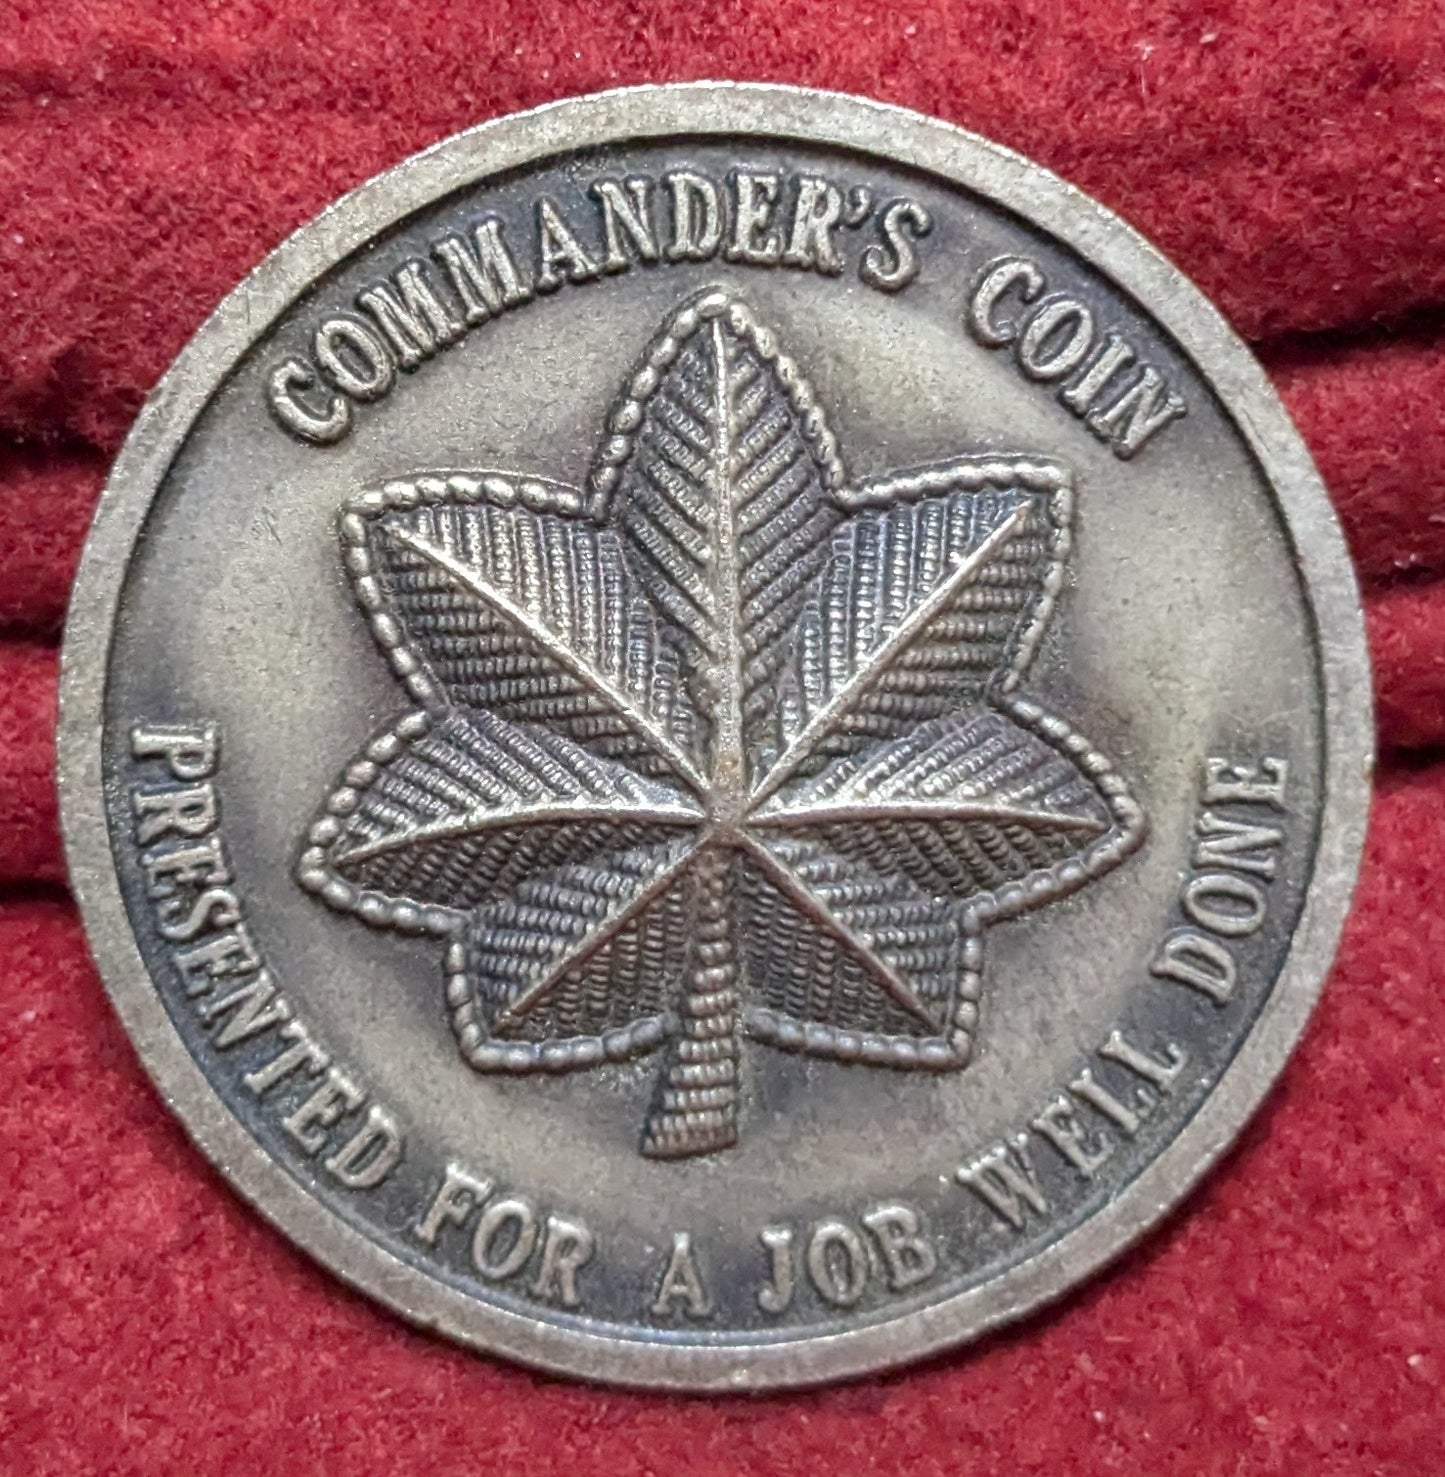 COMMANDER'S COIN
PRESENTED FOR A JOB WELL DONE